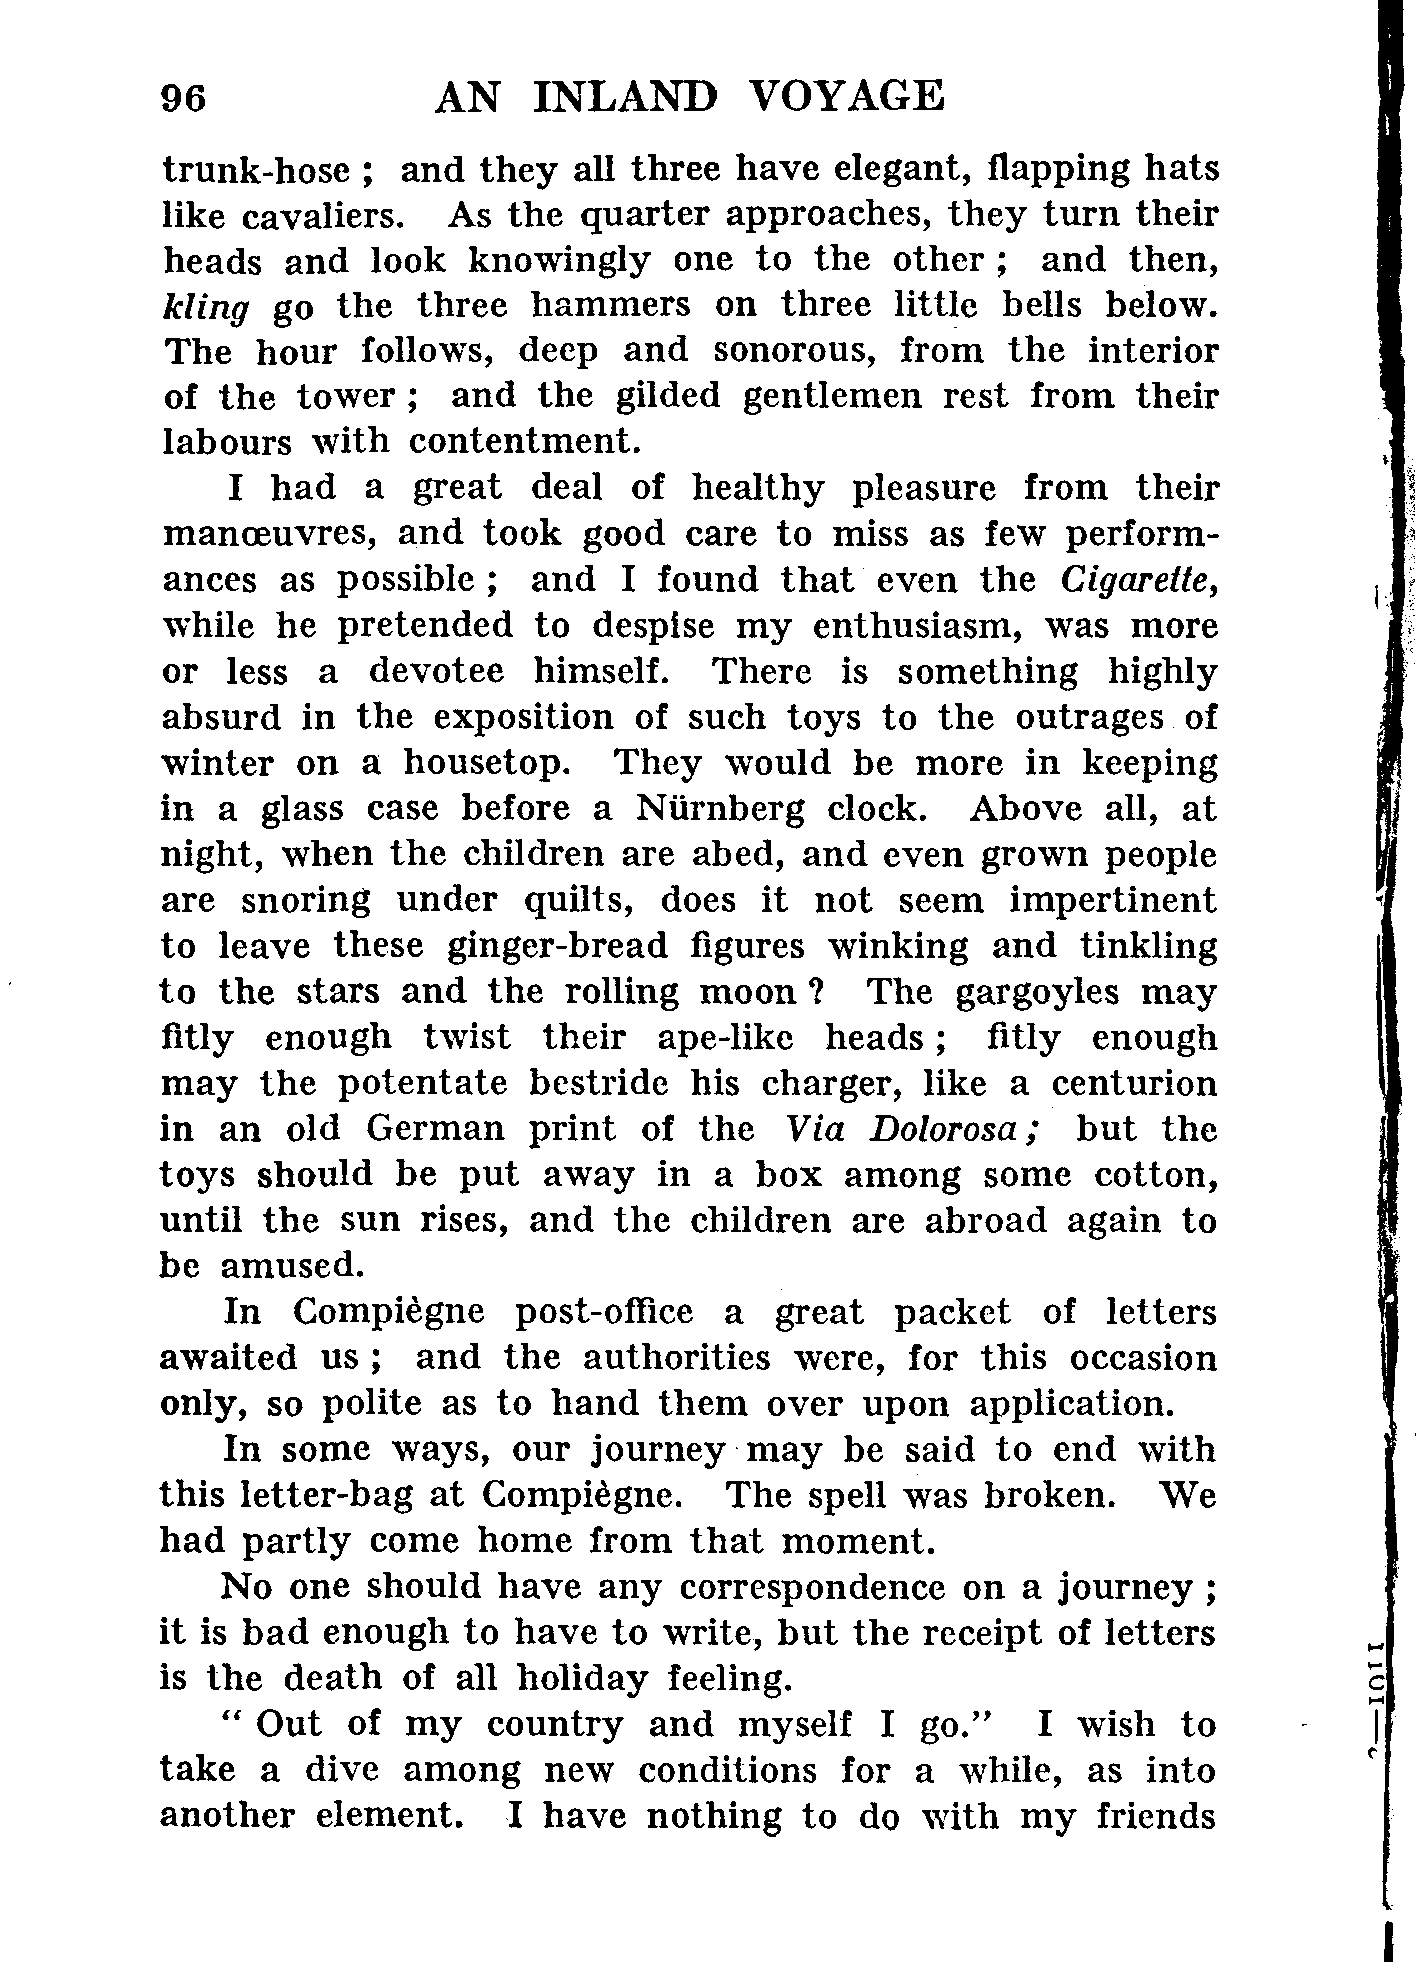 96 AN INLAND VOYAGE
trunk-hose ; and they all three have elegant, flapping hats
like cavaliers. As the quarter approaches, they turn their
heads and look knowingly one to the other ; and then,
kling go the three hammers on three little bells below.
The hour follows, deep and sonorous, from the interior
of the tower ; and the gilded gentlemen rest from their
labours with contentment.
I had a great deal of healthy pleasure from their
manœuvres, and took good care to miss as few perform-
ances as possible ; and I found that even the Cigarette,
while he pretended to despise my enthusiasm, was more
or less a devotee himself. There is something highly
absurd in the exposition of such toys to the outrages of
winter on a housetop. They would be more in keeping
in a glass case before a Nürnberg clock. Above all, at
night, when the children are abed, and even grown people
are snoring under quilts, does it not seem impertinent
to leave these ginger-bread figures winking and tinkling
to the stars and the rolling moon ? The gargoyles may
fitly enough twist their ape-like heads ; fitly enough
may the potentate bestride his charger, like a centurion
in an old German print of the Via Dolorosa ; but the
toys should be put away in a box among some cotton,
until the sun rises, and the children are abroad again to
be amused.
In Compiègne post-office a great packet of letters
awaited us ; and the authorities were, for this occasion
only, so polite as to hand them over upon application.
In some ways, our journey may be said to end with
this letter-bag at Compiègne. The spell was broken. We
had partly come home from that moment.
No one should have any correspondence on a journey ;
it is bad enough to have to write, but the receipt of letters
is the death of all holiday feeling.
“ Out of my country and myself I go.” I wish to
take a dive among new conditions for a while, as into
another element. I have nothing to do with my friends